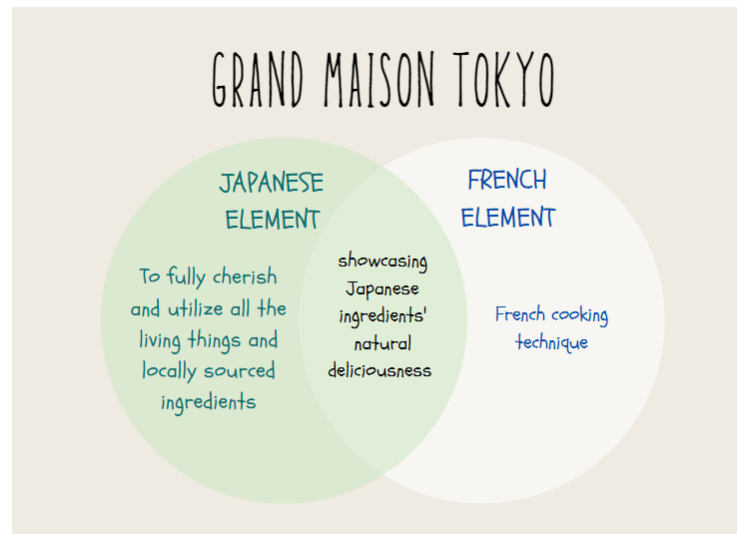 GRAND MAISON TOKYO
JAPANESE
ELEMENT
To fully cherish
and utilize all the
living things and
locally sourced
ingredients
showcasing
Japanese
ingredients'
natural
deliciousness
FRENCH
ELEMENT
French cooking
technique